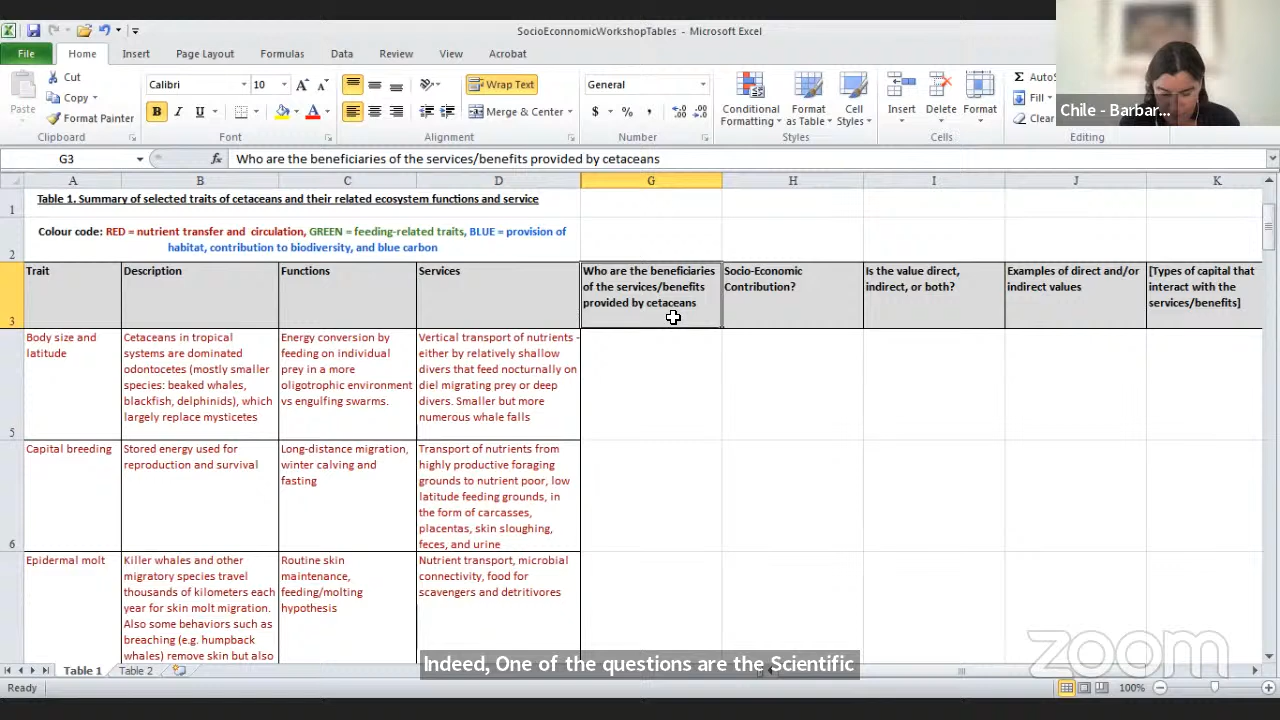 SocioEconnomicWorkshopTables - Microsoft Excel
File Home Insert Page Layout Formulas Data Review View Acrobat
Paste
Cut
Copy
Format Painter
Clipboard
Calibri 10
B I U
Font
Wrap Text
Merge & Center
Alignment
General
$ % ,
Number
Conditional Formatting
Format as Table
Cell Styles
Styles
Insert Delete Format
Cells
Fill
Editing
Chile - Barbar...
G3 fx Who are the beneficiaries of the services/benefits provided by cetaceans
A B C D G H I J K
1
Table 1. Summary of selected traits of cetaceans and their related ecosystem functions and service
2
Colour code: RED = nutrient transfer and circulation, GREEN = feeding-related traits, BLUE = provision of
habitat, contribution to biodiversity, and blue carbon
3
Trait
Description
Functions
Services
Who are the beneficiaries
of the services/benefits
provided by cetaceans
Socio-Economic
Contribution?
Is the value direct,
indirect, or both?
Examples of direct and/or
indirect values
[Types of capital that
interact with the
services/benefits]
5
Body size and
latitude
Cetaceans in tropical
systems are dominated
odontocetes (mostly smaller
species: beaked whales,
blackfish, delphinids), which
largely replace mysticetes
Energy conversion by
feeding on individual
prey in a more
oligotrophic environment
vs engulfing swarms.
Vertical transport of nutrients -
either by relatively shallow
divers that feed nocturnally on
diel migrating prey or deep
divers. Smaller but more
numerous whale falls
6
Capital breeding
Stored energy used for
reproduction and survival
Long-distance migration,
winter calving and
fasting
Transport of nutrients from
highly productive foraging
grounds to nutrient poor, low
latitude feeding grounds, in
the form of carcasses,
placentas, skin sloughing,
feces, and urine
Epidermal molt
Killer whales and other
migratory species travel
thousands of kilometers each
year for skin molt migration.
Also some behaviors such as
breaching (e.g. humpback
whales) remove skin but also
Routine skin
maintenance,
feeding/molting
hypothesis
Nutrient transport, microbial
connectivity, food for
scavengers and detritivores
zoom
Indeed, One of the questions are the Scientific
Table 1 Table 2
Ready
100%